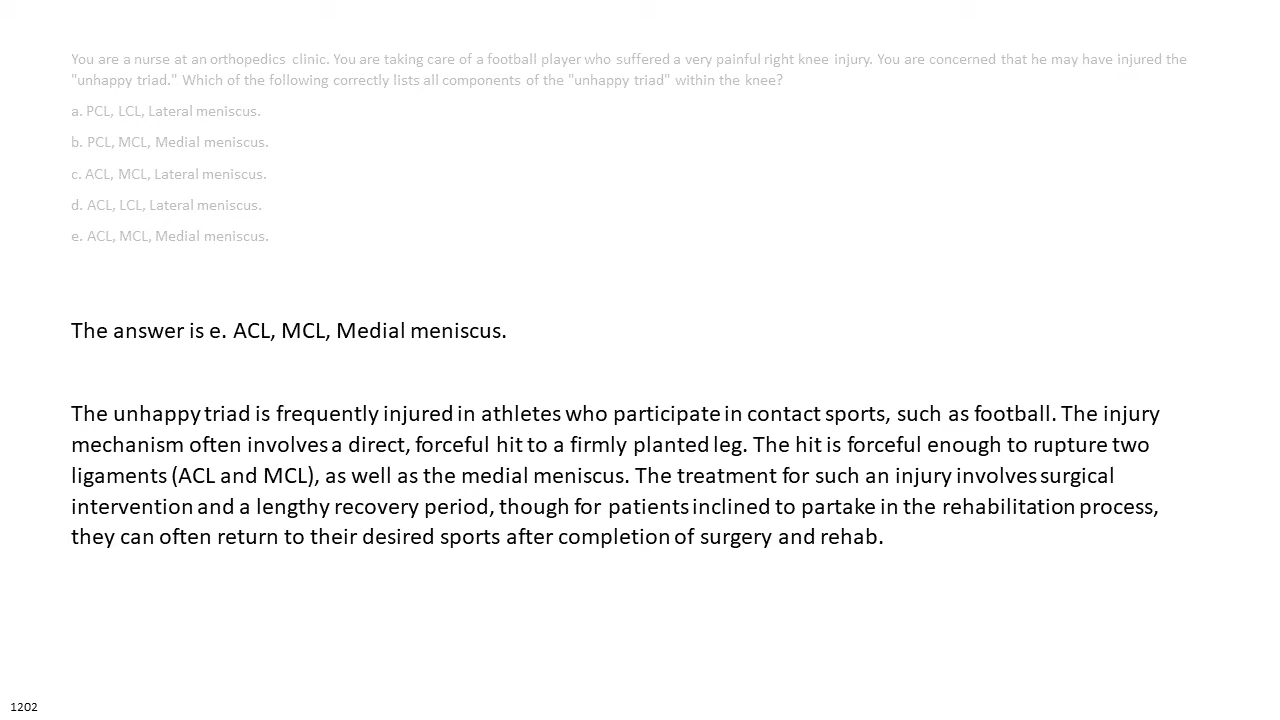 You are a nurse at an orthopedics clinic. You are taking care of a football player who suffered a very painful right knee injury. You are concerned that he may have injured the
"unhappy triad." Which of the following correctly lists all components of the "unhappy triad" within the knee?
a. PCL, LCL, Lateral meniscus.
b. PCL, MCL, Medial meniscus.
c. ACL, MCL, Lateral meniscus.
d. ACL, LCL, Lateral meniscus.
e. ACL, MCL, Medial meniscus.
The answer is e. ACL, MCL, Medial meniscus.
The unhappy triad is frequently injured in athletes who participate in contact sports, such as football. The injury
mechanism often involves a direct, forceful hit to a firmly planted leg. The hit is forceful enough to rupture two
ligaments (ACL and MCL), as well as the medial meniscus. The treatment for such an injury involves surgical
intervention and a lengthy recovery period, though for patients inclined to partake in the rehabilitation process,
they can often return to their desired sports after completion of surgery and rehab.
1202